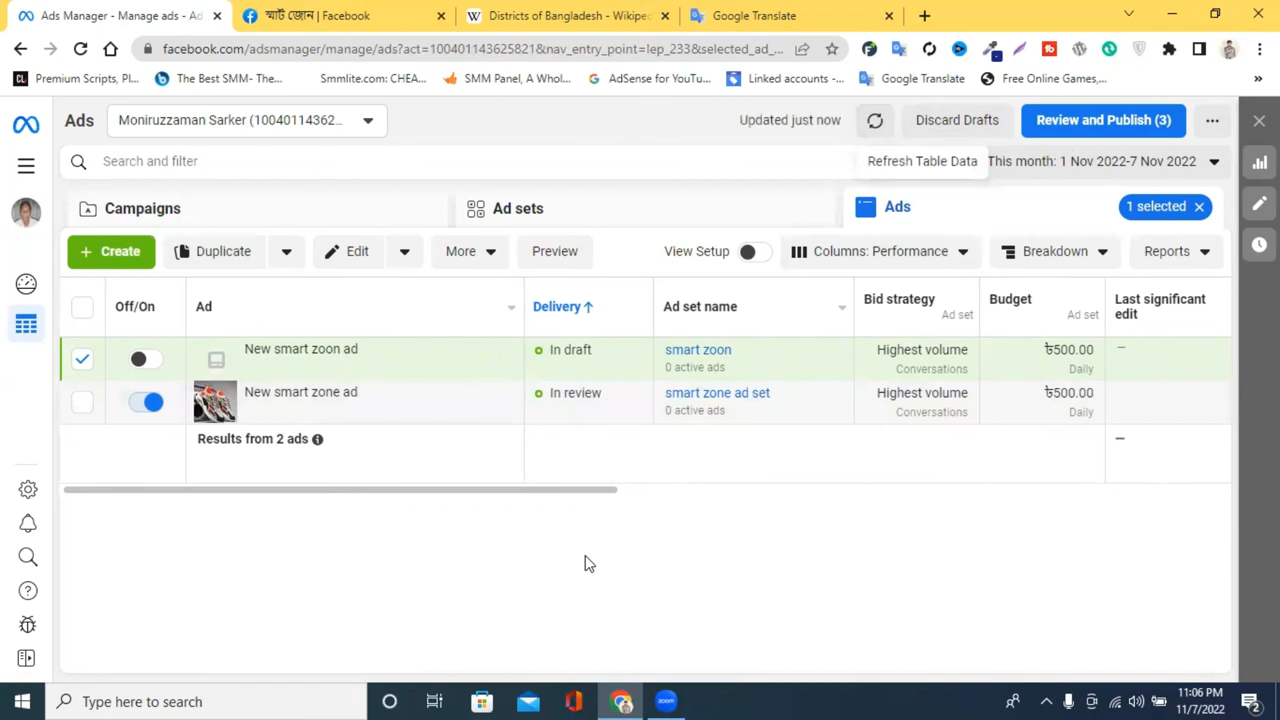 Ads Manager - Manage ads - Ad
স্মার্ট জোন | Facebook
W Districts of Bangladesh - Wikipe
Google Translate
facebook.com/adsmanager/manage/ads?act=100401143625821&nav_entry_point=lep_233&selected_ad_...
CL Premium Scripts, Pl...
The Best SMM- The...
Smmlite.com: CHEA...
SMM Panel, A Whol...
AdSense for YouTu...
Linked accounts -...
Google Translate
Free Online Games,...
»
Ads
Moniruzzaman Sarker (10040114362...
Updated just now
Discard Drafts
Review and Publish (3)
Search and filter
Refresh Table Data
This month: 1 Nov 2022-7 Nov 2022
Campaigns
Ad sets
Ads
1 selected
+ Create
Duplicate
Edit
More
Preview
View Setup
Columns: Performance
Breakdown
Reports
Off/On
Ad
Delivery ↑
Ad set name
Bid strategy
Ad set
Budget
Ad set
Last significant
edit
New smart zoon ad
In draft
smart zoon
0 active ads
Highest volume
Conversations
৳500.00
Daily
—
New smart zone ad
In review
smart zone ad set
0 active ads
Highest volume
Conversations
৳500.00
Daily
Results from 2 ads
—
Type here to search
zoom
11:06 PM
11/7/2022
2